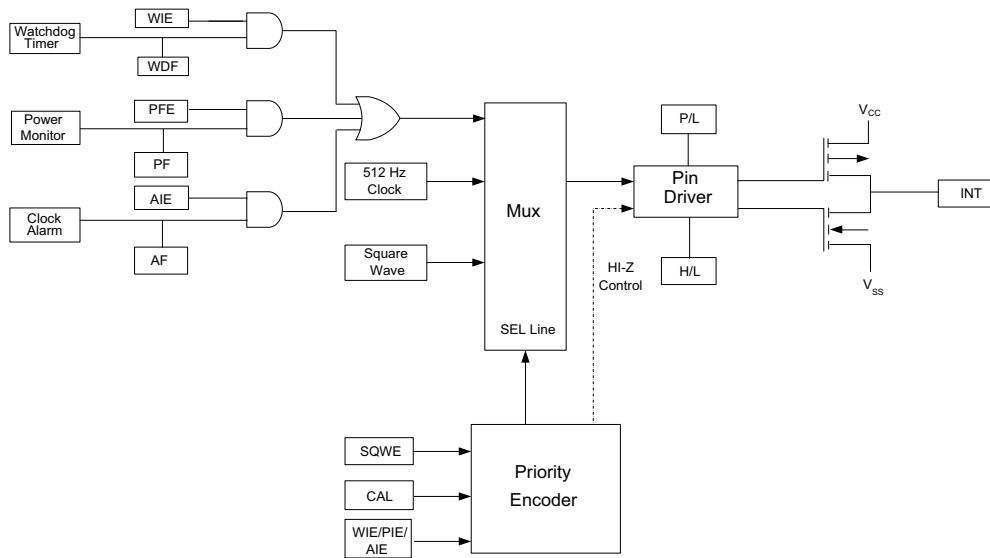 WIE
Watchdog
Timer
WDF
PFE
Power
Monitor
PF
AIE
Clock
Alarm
AF
512 Hz
Clock
Square
Wave
Mux
SEL Line
P/L
Pin
Driver
H/L
HI-Z
Control
VCC
INT
VSS
SQWE
CAL
WIE/PIE/
AIE
Priority
Encoder